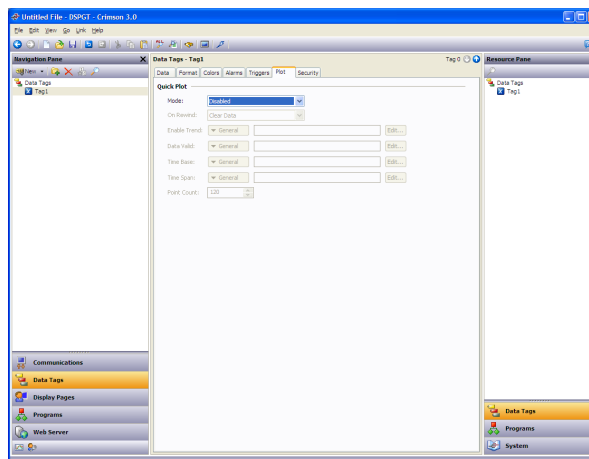 Untitled File - DSPGT - Crimson 3.0
File Edit View Go Link Help
Navigation Pane
New
Data Tags
Tag1
Communications
Data Tags
Display Pages
Programs
Web Server
Data Tags - Tag1
Tag 0
Data Format Colors Alarms Triggers Plot Security
Quick Plot
Mode: Disabled
On Rewind: Clear Data
Enable Trend: General Edit...
Data Valid: General Edit...
Time Base: General Edit...
Time Span: General Edit...
Point Count: 120
Resource Pane
Data Tags
Tag1
Data Tags
Programs
System